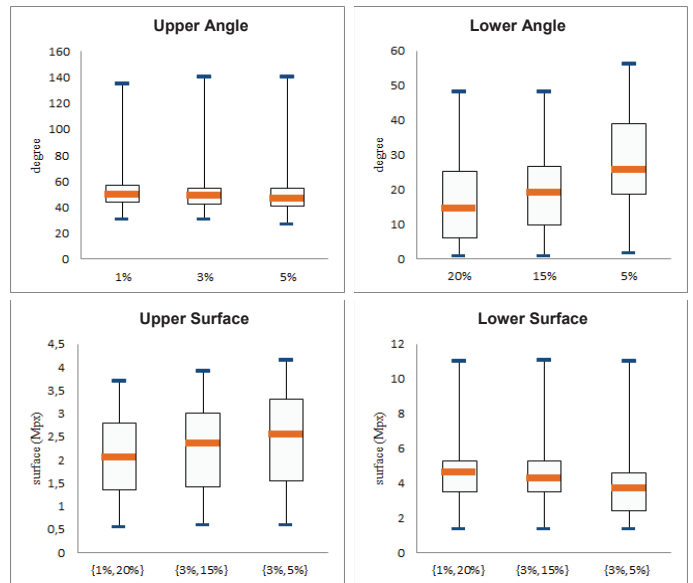 Upper Angle
degree
160
140
120
100
80
60
40
20
0
1% 3% 5%
Lower Angle
degree
60
50
40
30
20
10
0
20% 15% 5%
Upper Surface
surface (Mpx)
4,5
4
3,5
3
2,5
2
1,5
1
0,5
0
{1%,20%} {3%,15%} {3%,5%}
Lower Surface
surface (Mpx)
12
10
8
6
4
2
0
{1%,20%} {3%,15%} {3%,5%}